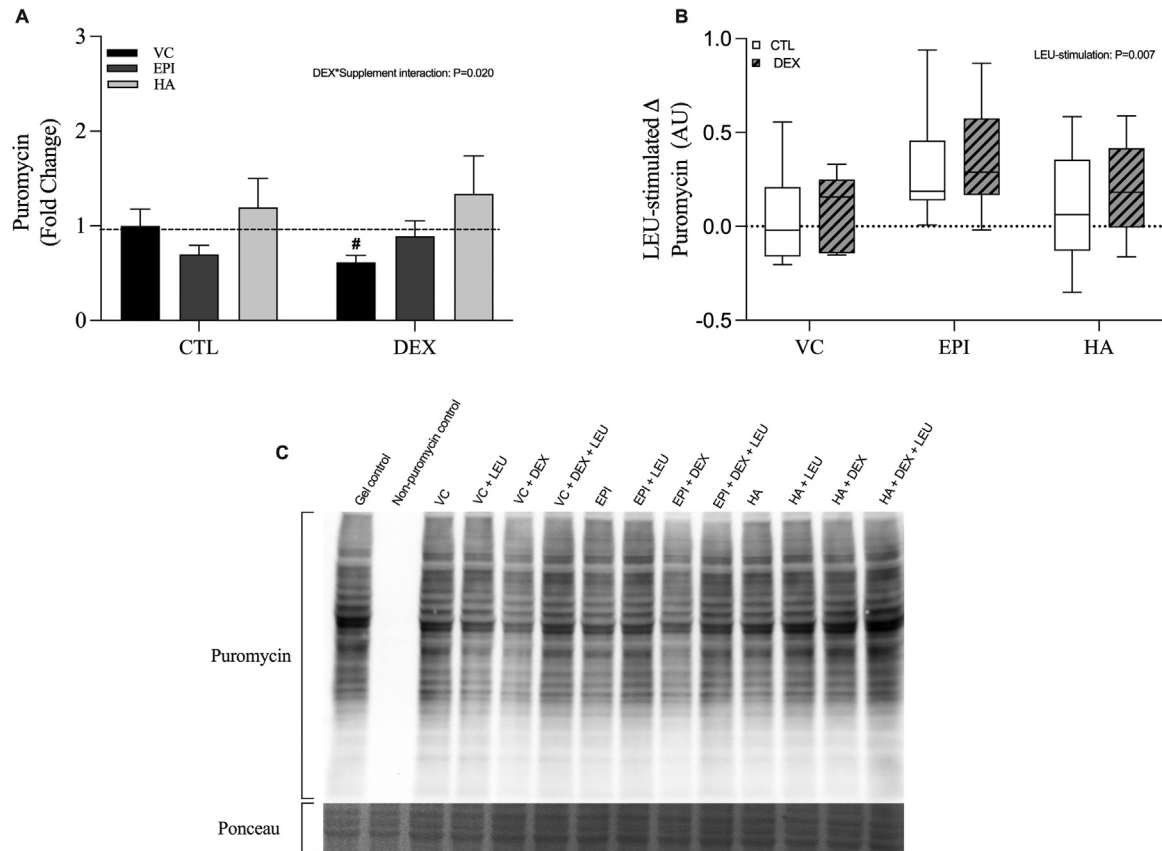 A
3
2
1
0
Puromycin
(Fold Change)
VC
EPI
HA
DEX*Supplement interaction: P=0.020
#
CTL
DEX
B
1.0
0.5
0.0
-0.5
LEU-stimulated Δ
Puromycin (AU)
CTL
DEX
LEU-stimulation: P=0.007
VC
EPI
HA
C
Gel control
Non-puromycin control
VC
VC + LEU
VC + DEX
VC + DEX + LEU
EPI
EPI + LEU
EPI + DEX
EPI + DEX + LEU
HA
HA + LEU
HA + DEX
HA + DEX + LEU
Puromycin
Ponceau